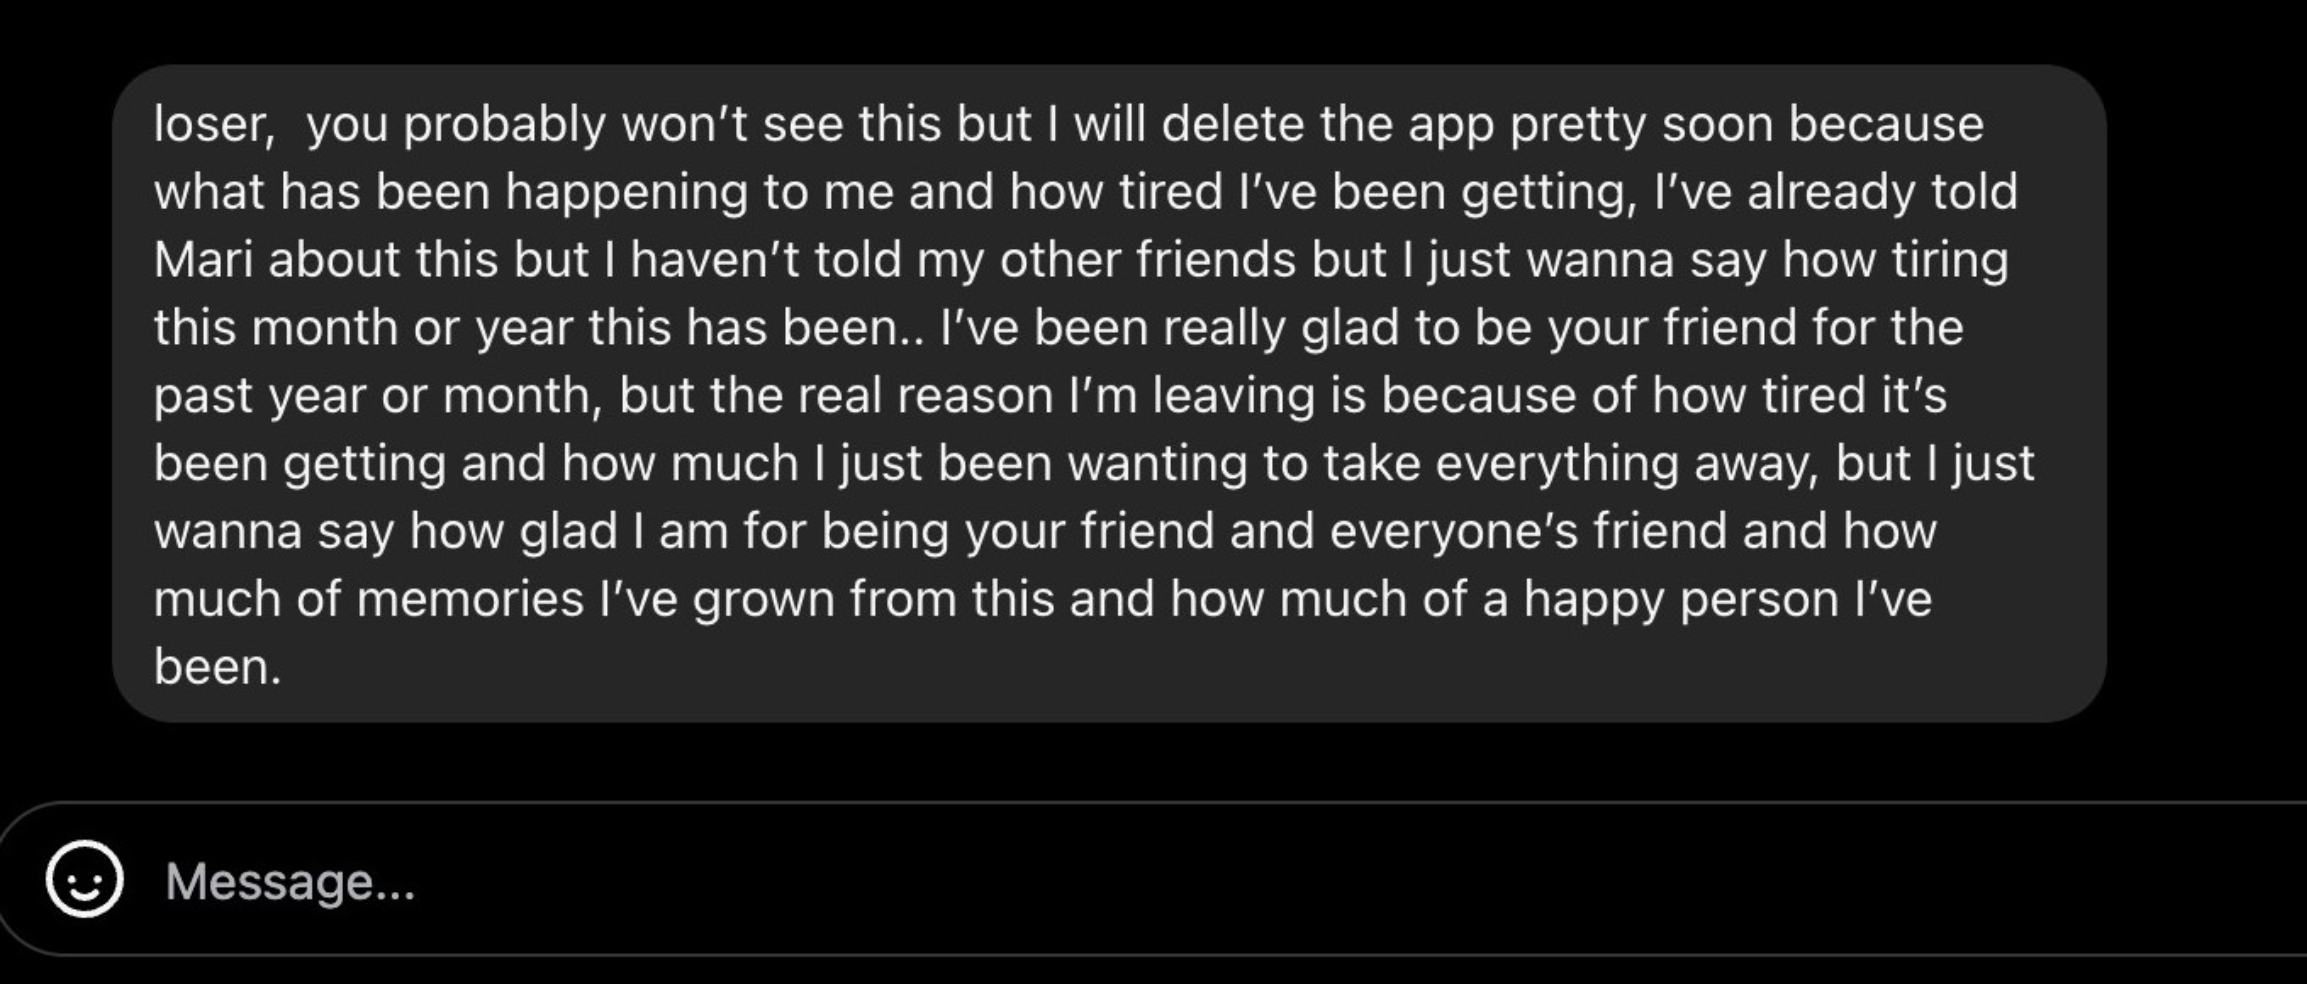 loser,  you probably won’t see this but I will delete the app pretty soon because
what has been happening to me and how tired I’ve been getting, I’ve already told
Mari about this but I haven’t told my other friends but I just wanna say how tiring
this month or year this has been.. I’ve been really glad to be your friend for the
past year or month, but the real reason I’m leaving is because of how tired it’s
been getting and how much I just been wanting to take everything away, but I just
wanna say how glad I am for being your friend and everyone’s friend and how
much of memories I’ve grown from this and how much of a happy person I’ve
been.
Message...